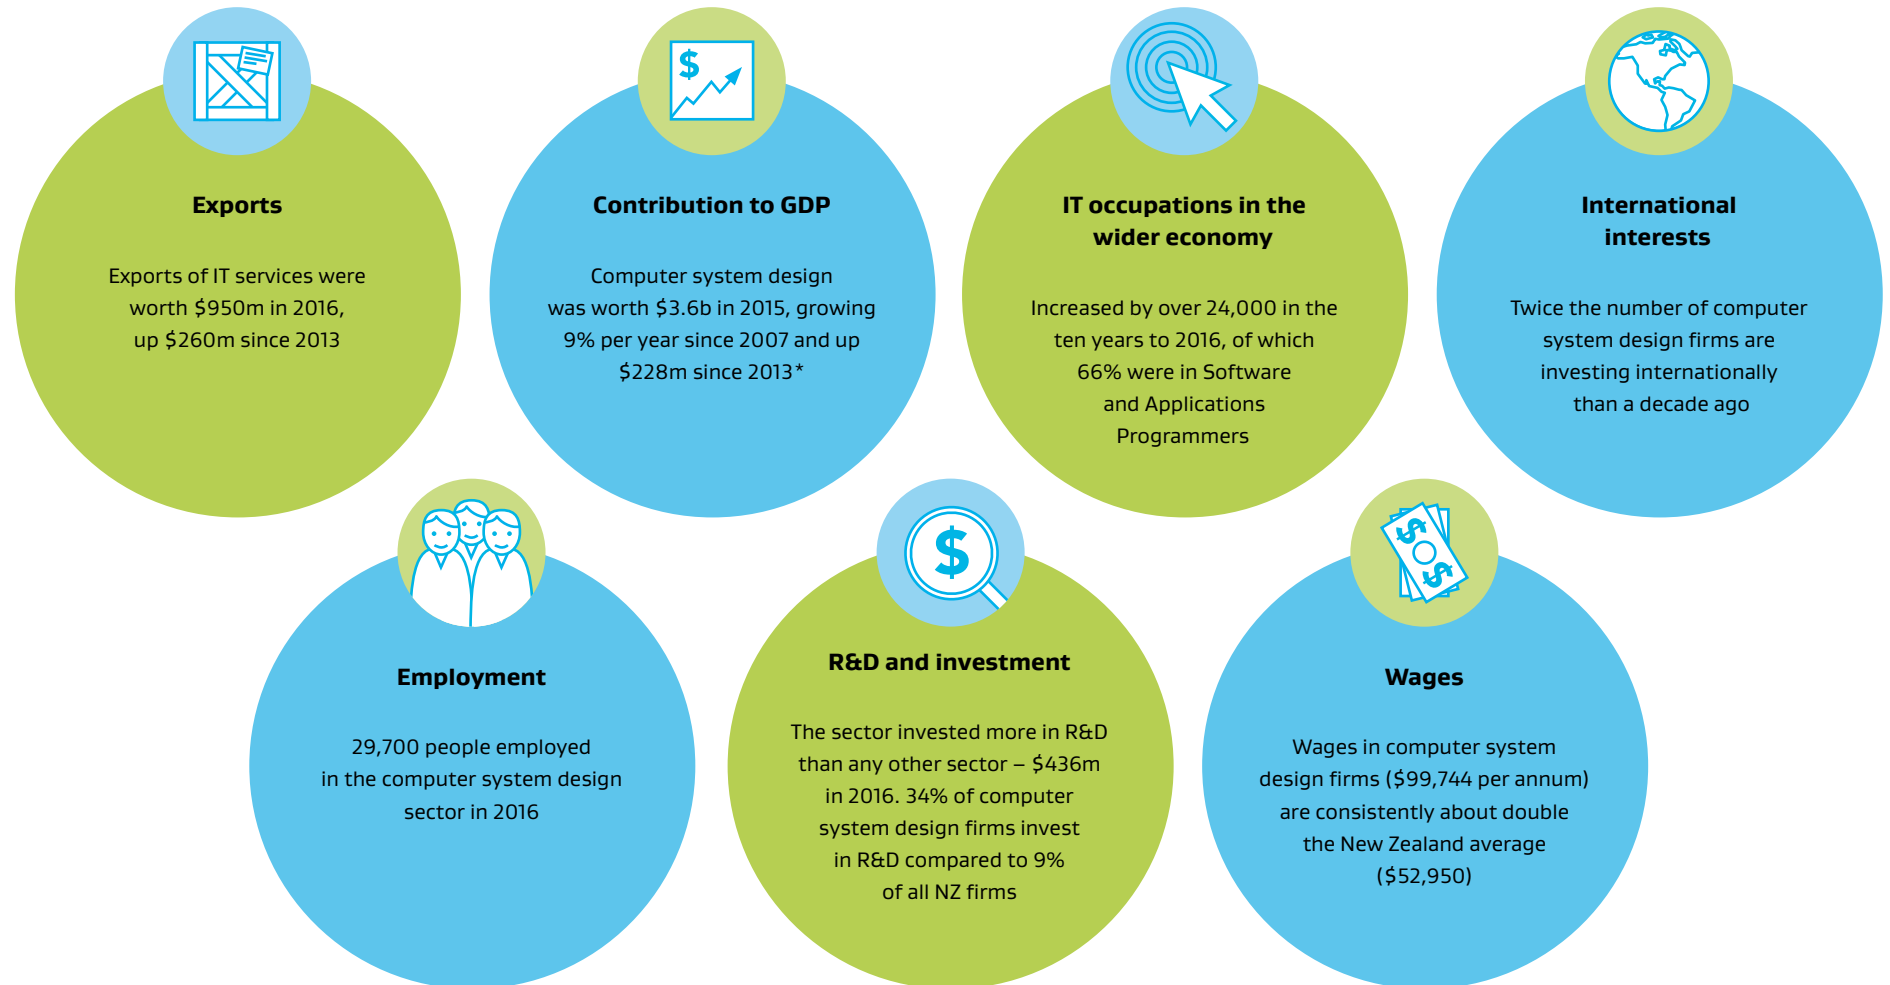 Exports
Exports of IT services were
worth $950m in 2016,
up $260m since 2013
$
Contribution to GDP
Computer system design
was worth $3.6b in 2015, growing
9% per year since 2007 and up
$228m since 2013*
IT occupations in the
wider economy
Increased by over 24,000 in the
ten years to 2016, of which
66% were in Software
and Applications
Programmers
International
interests
Twice the number of computer
system design firms are
investing internationally
than a decade ago
Employment
29,700 people employed
in the computer system design
sector in 2016
$
R&D and investment
The sector invested more in R&D
than any other sector – $436m
in 2016. 34% of computer
system design firms invest
in R&D compared to 9%
of all NZ firms
$
$
Wages
Wages in computer system
design firms ($99,744 per annum)
are consistently about double
the New Zealand average
($52,950)